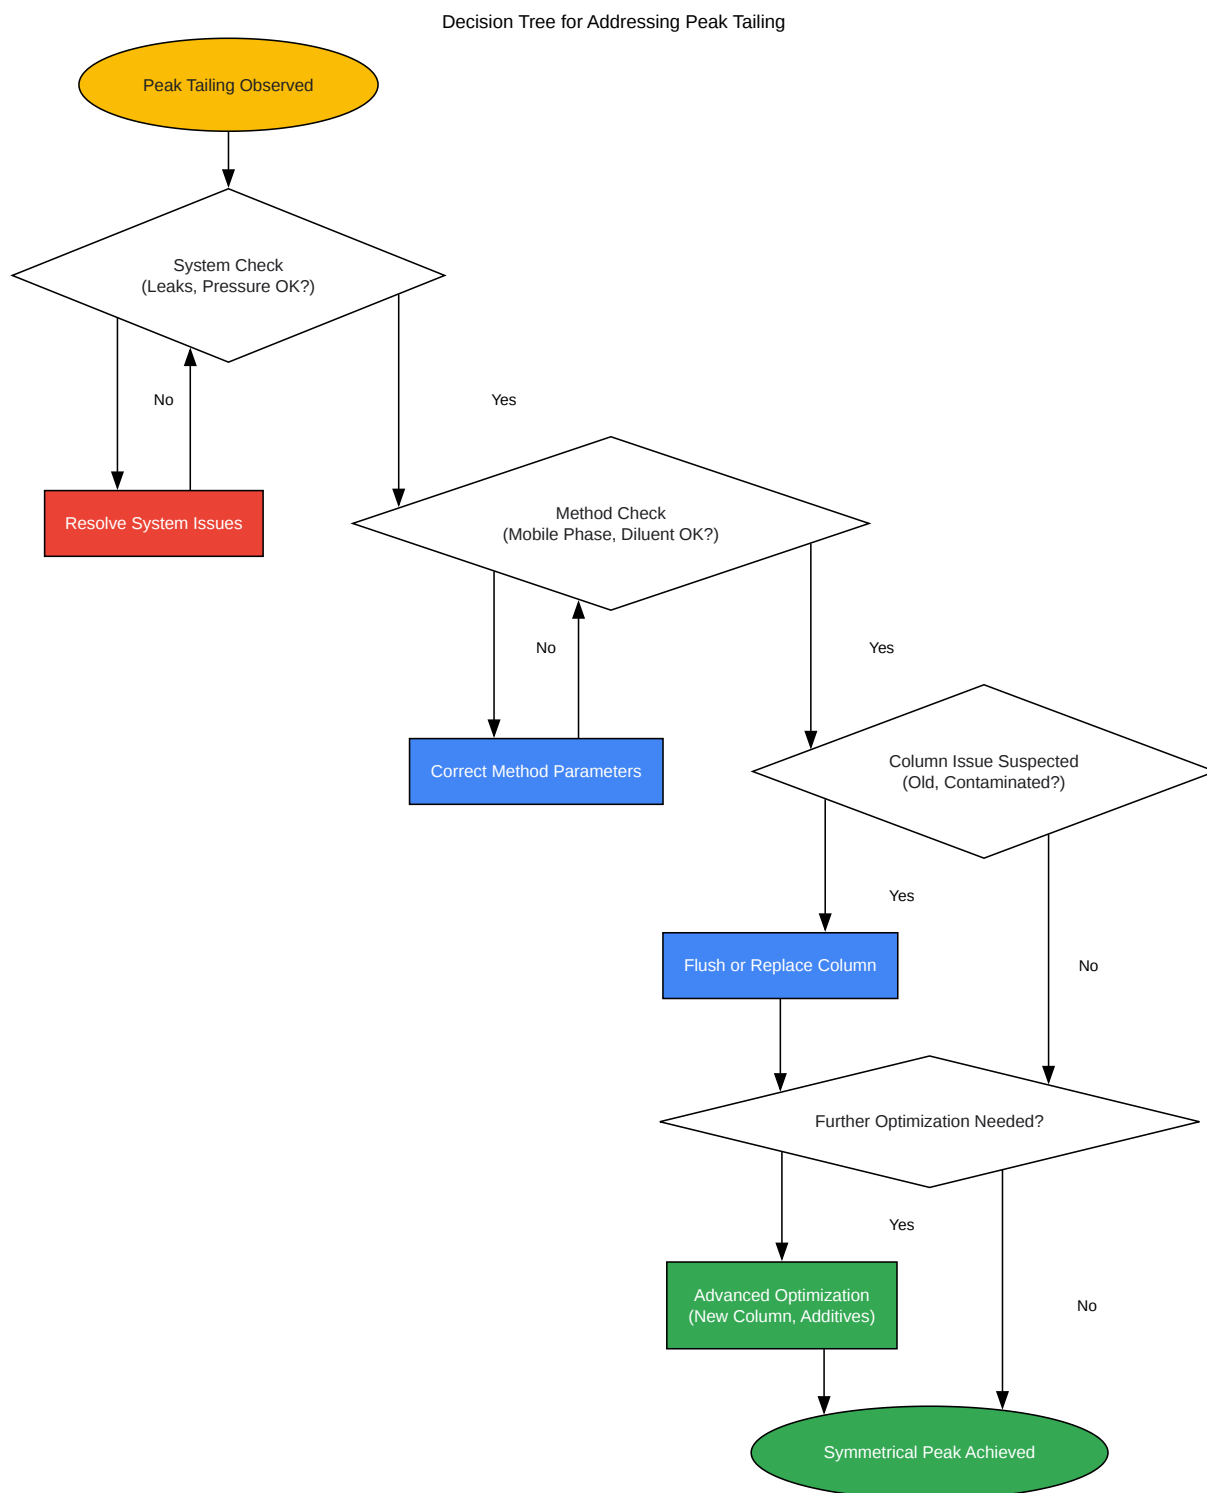 Decision Tree for Addressing Peak Tailing
Peak Tailing Observed
System Check
(Leaks, Pressure OK?)
No
Yes
Resolve System Issues
Method Check
(Mobile Phase, Diluent OK?)
No
Yes
Correct Method Parameters
Column Issue Suspected
(Old, Contaminated?)
Yes
Flush or Replace Column
No
Further Optimization Needed?
Yes
Advanced Optimization
(New Column, Additives)
No
Symmetrical Peak Achieved